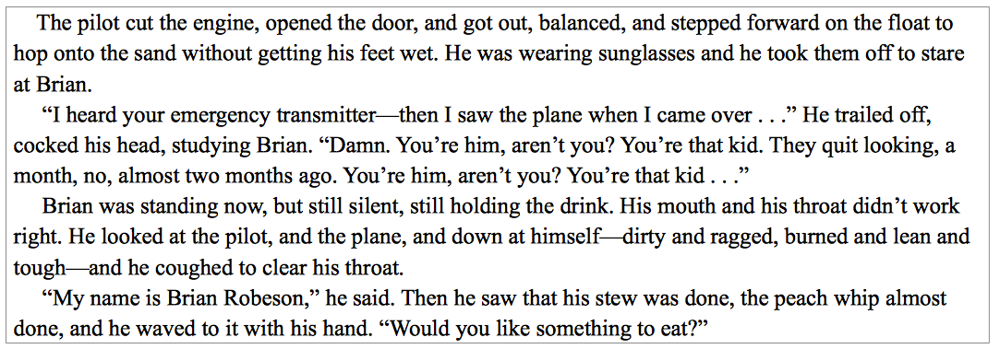 The pilot cut the engine, opened the door, and got out, balanced, and stepped forward on the float to
hop onto the sand without getting his feet wet. He was wearing sunglasses and he took them off to stare
at Brian.
“I heard your emergency transmitter—then I saw the plane when I came over . . .” He trailed off,
cocked his head, studying Brian. “Damn. You’re him, aren’t you? You’re that kid. They quit looking, a
month, no, almost two months ago. You’re him, aren’t you? You’re that kid . . .”
Brian was standing now, but still silent, still holding the drink. His mouth and his throat didn’t work
right. He looked at the pilot, and the plane, and down at himself—dirty and ragged, burned and lean and
tough—and he coughed to clear his throat.
“My name is Brian Robeson,” he said. Then he saw that his stew was done, the peach whip almost
done, and he waved to it with his hand. “Would you like something to eat?”